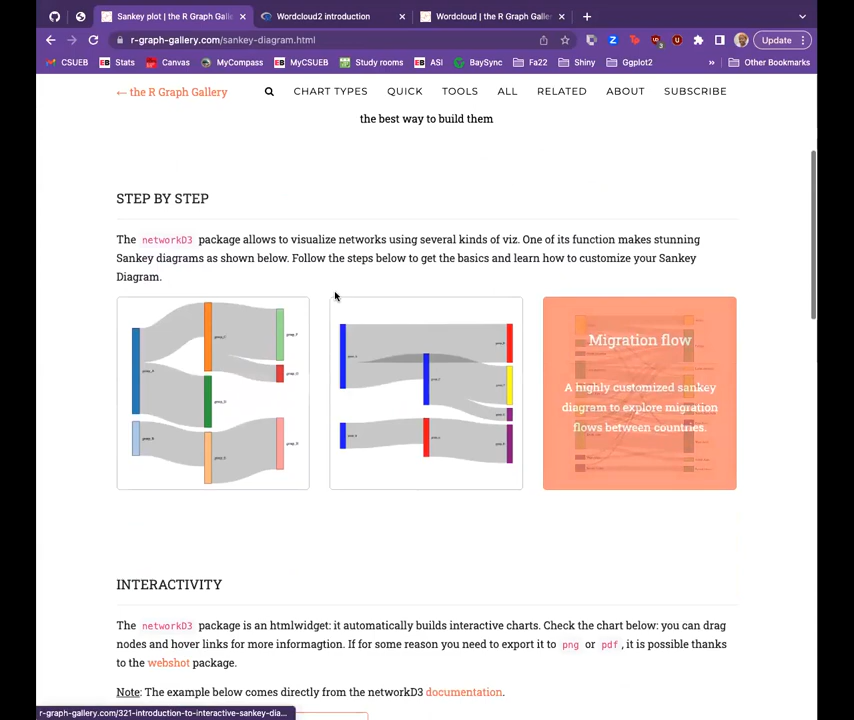 Sankey plot | the R Graph Galle
Wordcloud2 introduction
Wordcloud | the R Graph Galle
r-graph-gallery.com/sankey-diagram.html
Update
CSUEB
Stats
Canvas
MyCompass
MyCSUEB
Study rooms
ASI
BaySync
Fa22
Shiny
Ggplot2
»
Other Bookmarks
← the R Graph Gallery
CHART TYPES
QUICK
TOOLS
ALL
RELATED
ABOUT
SUBSCRIBE
the best way to build them
STEP BY STEP
The networkD3 package allows to visualize networks using several kinds of viz. One of its function makes stunning
Sankey diagrams as shown below. Follow the steps below to get the basics and learn how to customize your Sankey
Diagram.
Migration flow
A highly customized sankey
diagram to explore migration
flows between countries.
INTERACTIVITY
The networkD3 package is an htmlwidget: it automatically builds interactive charts. Check the chart below: you can drag
nodes and hover links for more informagtion. If for some reason you need to export it to png or pdf, it is possible thanks
to the webshot package.
Note: The example below comes directly from the networkD3 documentation.
r-graph-gallery.com/321-introduction-to-interactive-sankey-dia...